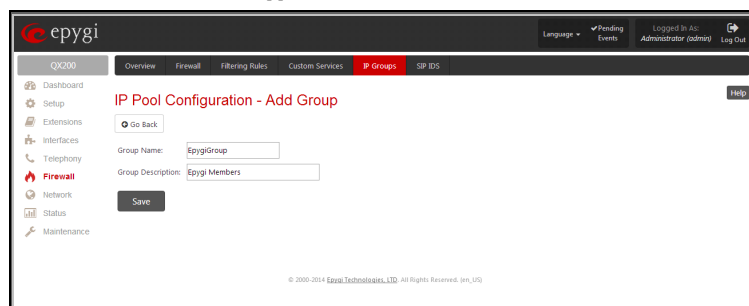 epygi
Language
Pending Events
Logged In As:
Administrator (admin)
Log Out
QX200
Overview
Firewall
Filtering Rules
Custom Services
IP Groups
SIP IDS
Dashboard
Setup
Extensions
Interfaces
Telephony
Firewall
Network
Status
Maintenance
IP Pool Configuration - Add Group
Help
Go Back
Group Name: EpygiGroup
Group Description: Epygi Members
Save
© 2000-2014 Epygi Technologies, LTD. All Rights Reserved. (en_US)